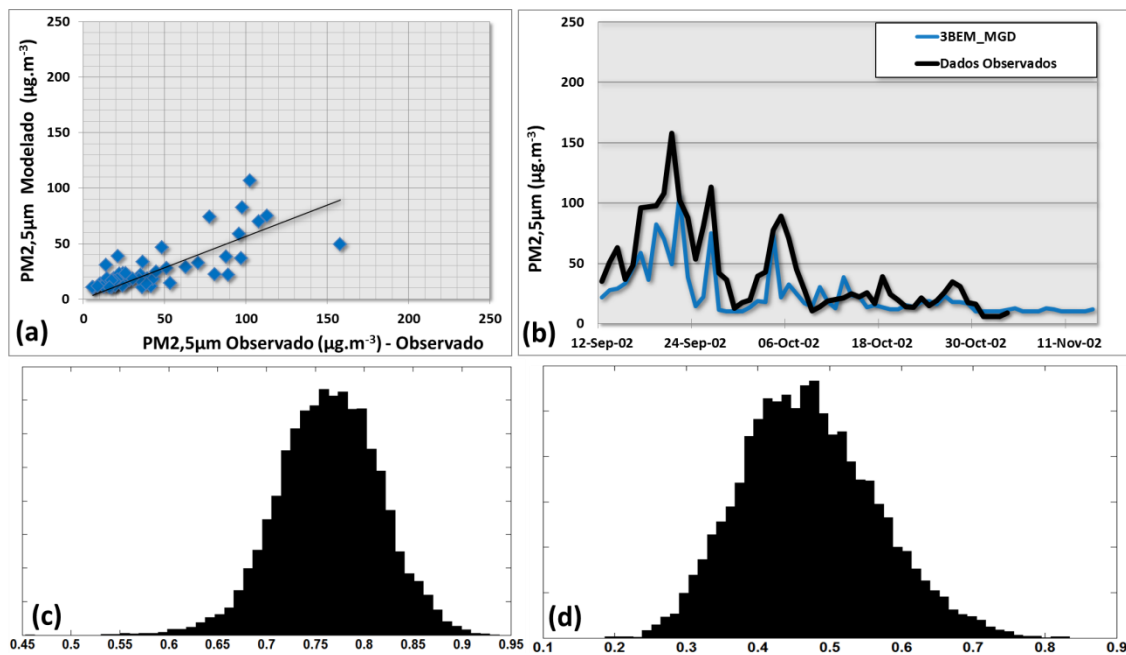 250
200
150
100
50
0
PM2,5µm Modelado (µg.m⁻³)
0 50 100 150 200 250
PM2,5µm Observado (µg.m⁻³) - Observado
(a)
250
200
150
100
50
0
PM2,5µm (µg.m⁻³)
3BEM_MGD
Dados Observados
12-Sep-02 24-Sep-02 6-Oct-02 18-Oct-02 30-Oct-02 11-Nov-02
(b)
(c)
0.45 0.5 0.55 0.6 0.65 0.7 0.75 0.8 0.85 0.9 0.95
(d)
0.1 0.2 0.3 0.4 0.5 0.6 0.7 0.8 0.9